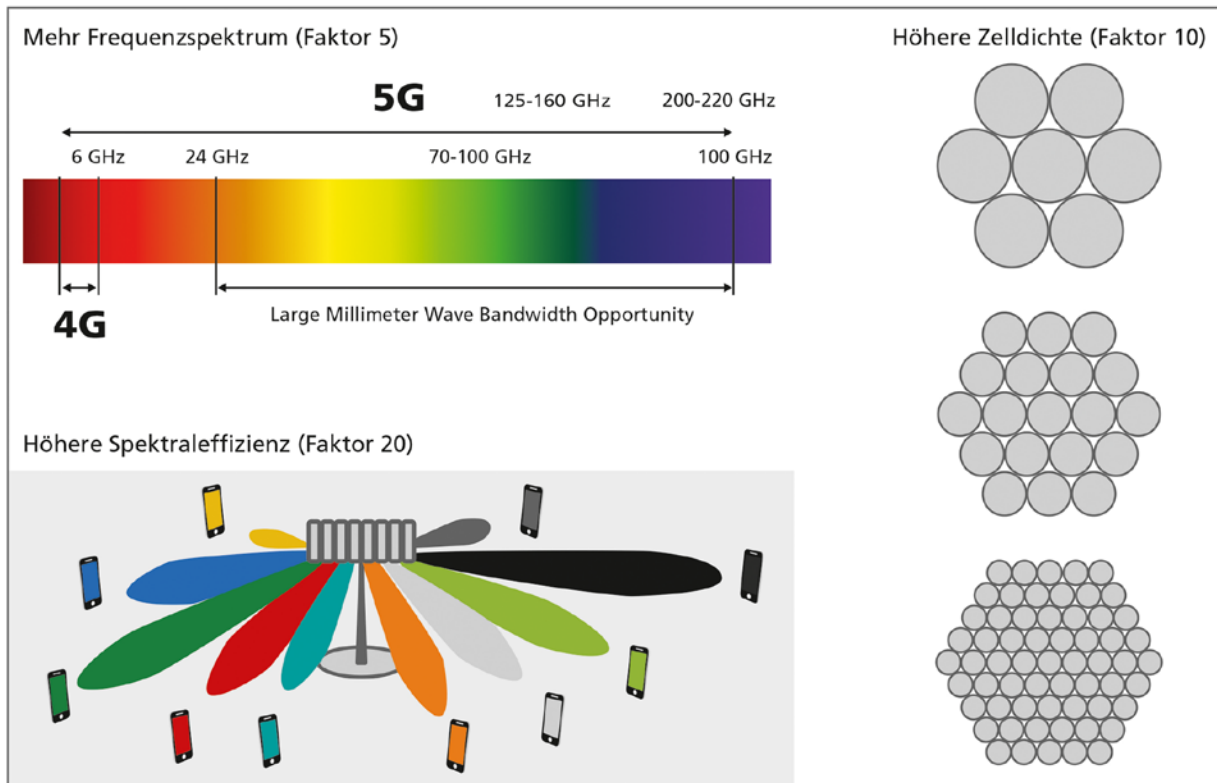 Mehr Frequenzspektrum (Faktor 5)
5G
125-160 GHz
200-220 GHz
6 GHz
24 GHz
70-100 GHz
100 GHz
4G
Large Millimeter Wave Bandwidth Opportunity
Höhere Spektraleffizienz (Faktor 20)
Höhere Zelldichte (Faktor 10)